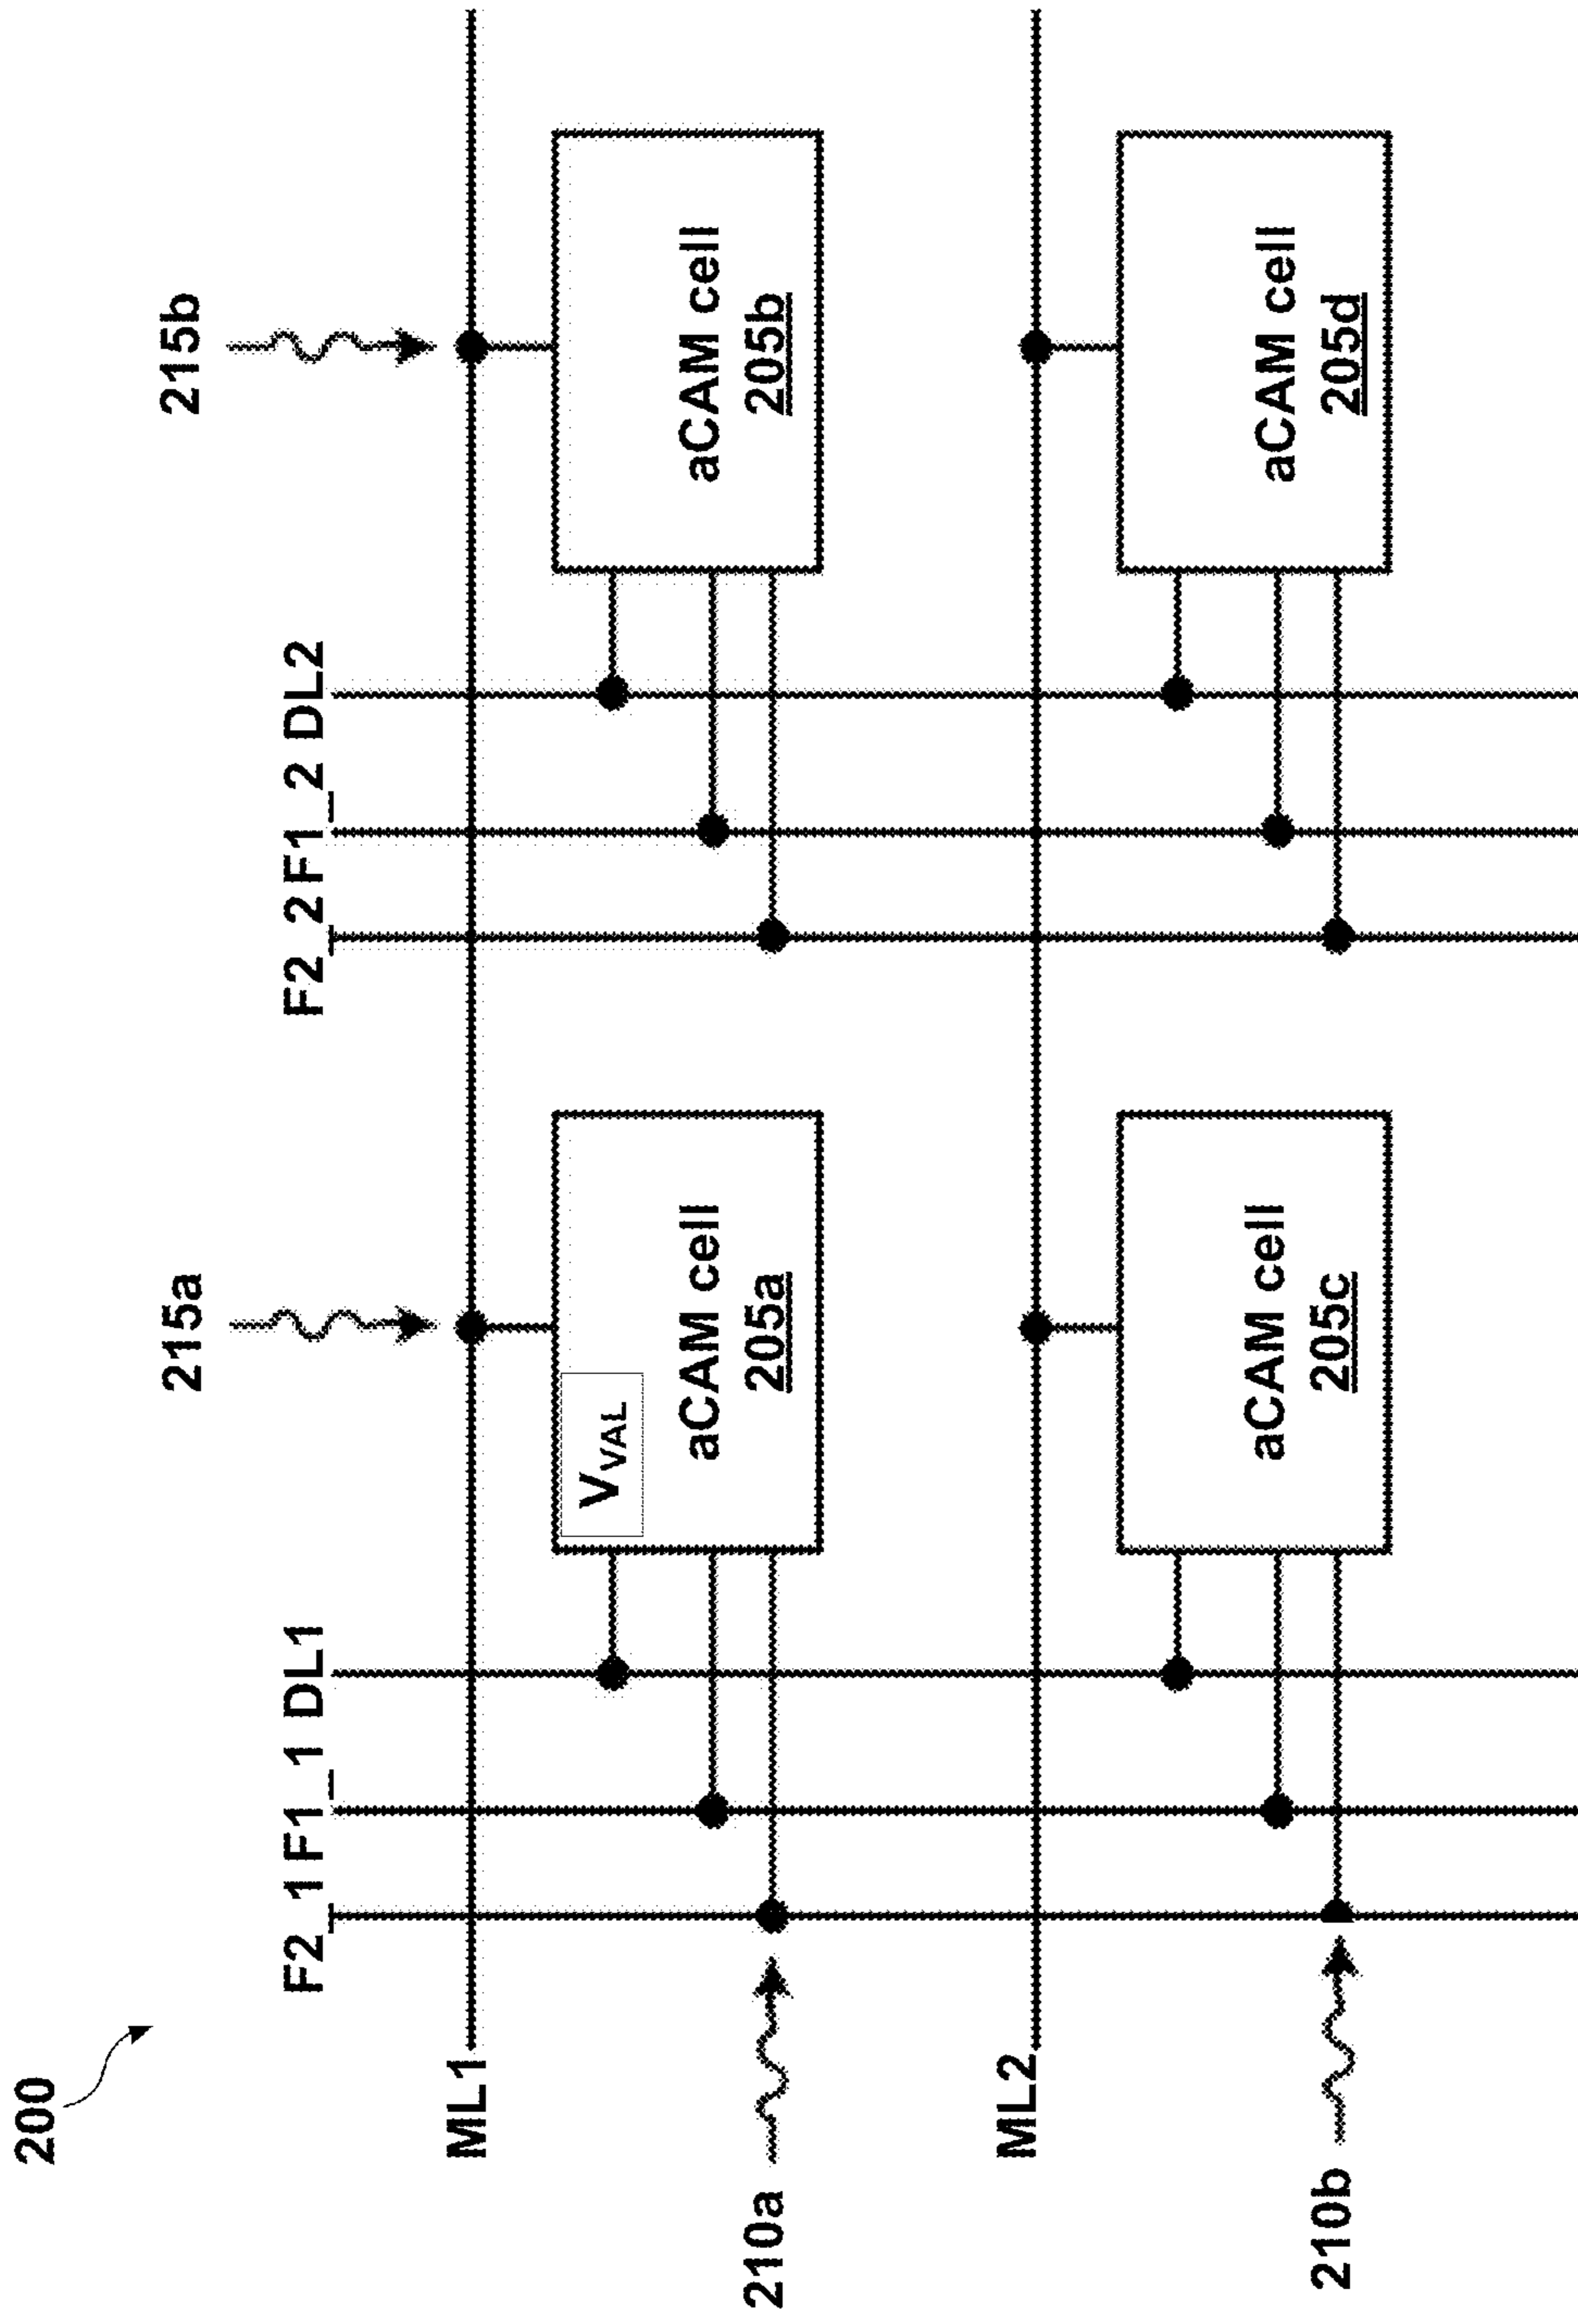 200
215a
215b
F2_1 F1_1 DL1
F2_2 F1_2 DL2
ML1
V_VAL
aCAM cell
205a
aCAM cell
205b
210a
ML2
aCAM cell
205c
aCAM cell
205d
210b